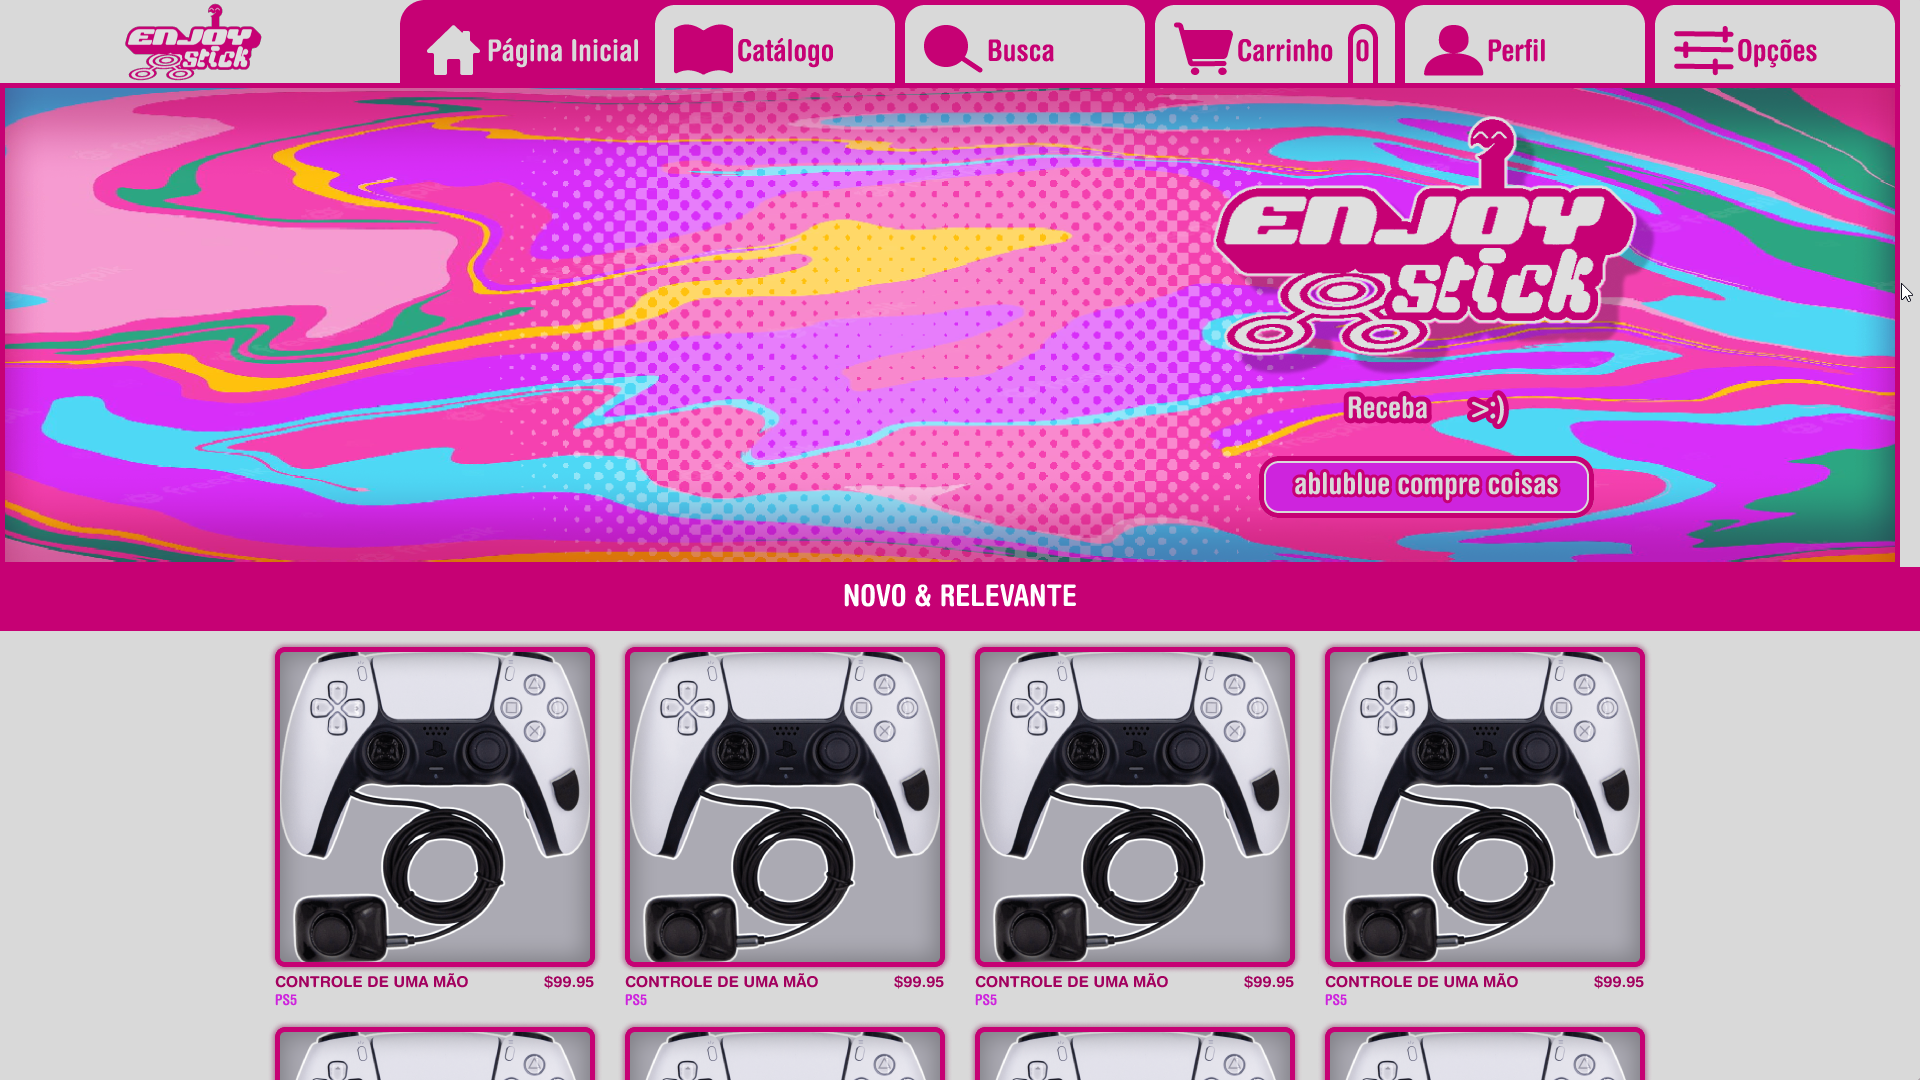 ENJOY
stick
Página Inicial
Catálogo
Busca
Carrinho 0
Perfil
Opções
ENJOY
stick
Receba >:)
ablublue compre coisas
NOVO & RELEVANTE
CONTROLE DE UMA MÃO $99.95
PS5
CONTROLE DE UMA MÃO $99.95
PS5
CONTROLE DE UMA MÃO $99.95
PS5
CONTROLE DE UMA MÃO $99.95
PS5